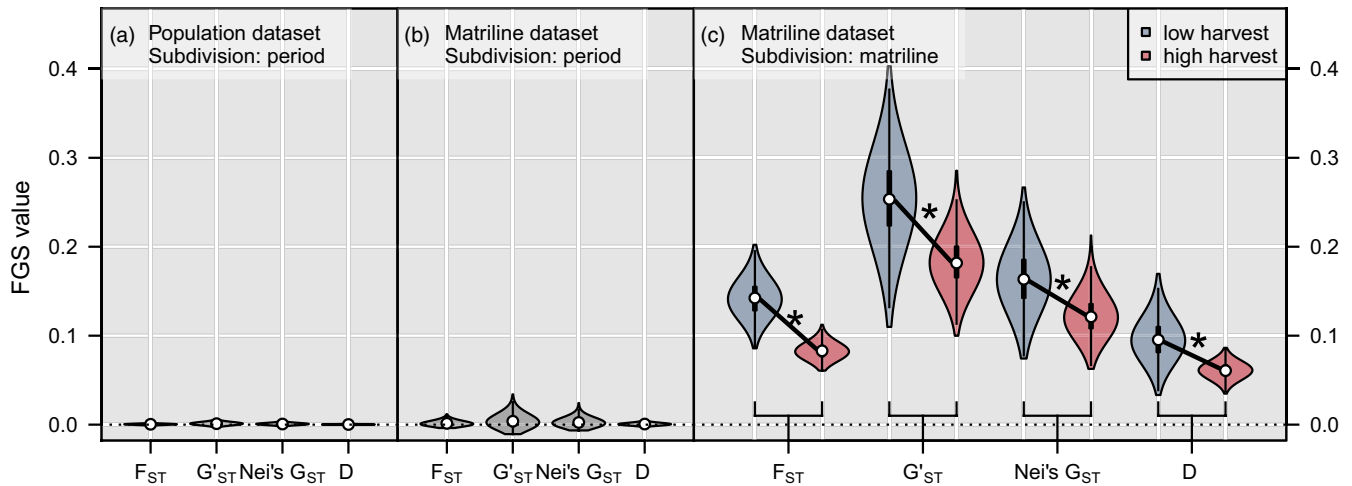 (a) Population dataset
Subdivision: period
(b) Matriline dataset
Subdivision: period
(c) Matriline dataset
Subdivision: matriline
low harvest
high harvest
FGS value
0.4
0.3
0.2
0.1
0.0
0.4
0.3
0.2
0.1
0.0
*
*
*
*
FST G'ST Nei's GST D
FST G'ST Nei's GST D
FST G'ST Nei's GST D